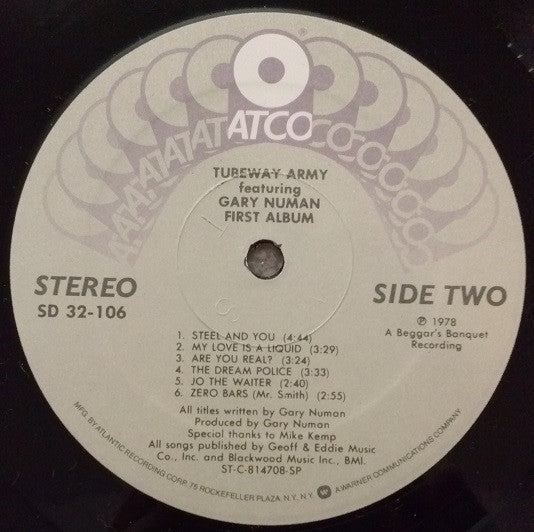 ATATATATATCOCOCOCOCO
TUBEWAY ARMY
featuring
GARY NUMAN
FIRST ALBUM
STEREO
SD 32-106
SIDE TWO
℗ 1978
A Beggar's Banquet
Recording
1. STEEL AND YOU (4:44)
2. MY LOVE IS A LIQUID (3:29)
3. ARE YOU REAL? (3:24)
4. THE DREAM POLICE (3:33)
5. JO THE WAITER (2:40)
6. ZERO BARS (Mr. Smith) (2:55)
All titles written by Gary Numan
Produced by Gary Numan
Special thanks to Mike Kemp
All songs published by Geoff & Eddie Music
Co., Inc. and Blackwood Music Inc., BMI.
ST-C-814708-SP
MFG. BY ATLANTIC RECORDING CORP., 75 ROCKEFELLER PLAZA, N.Y., N.Y. A WARNER COMMUNICATIONS COMPANY